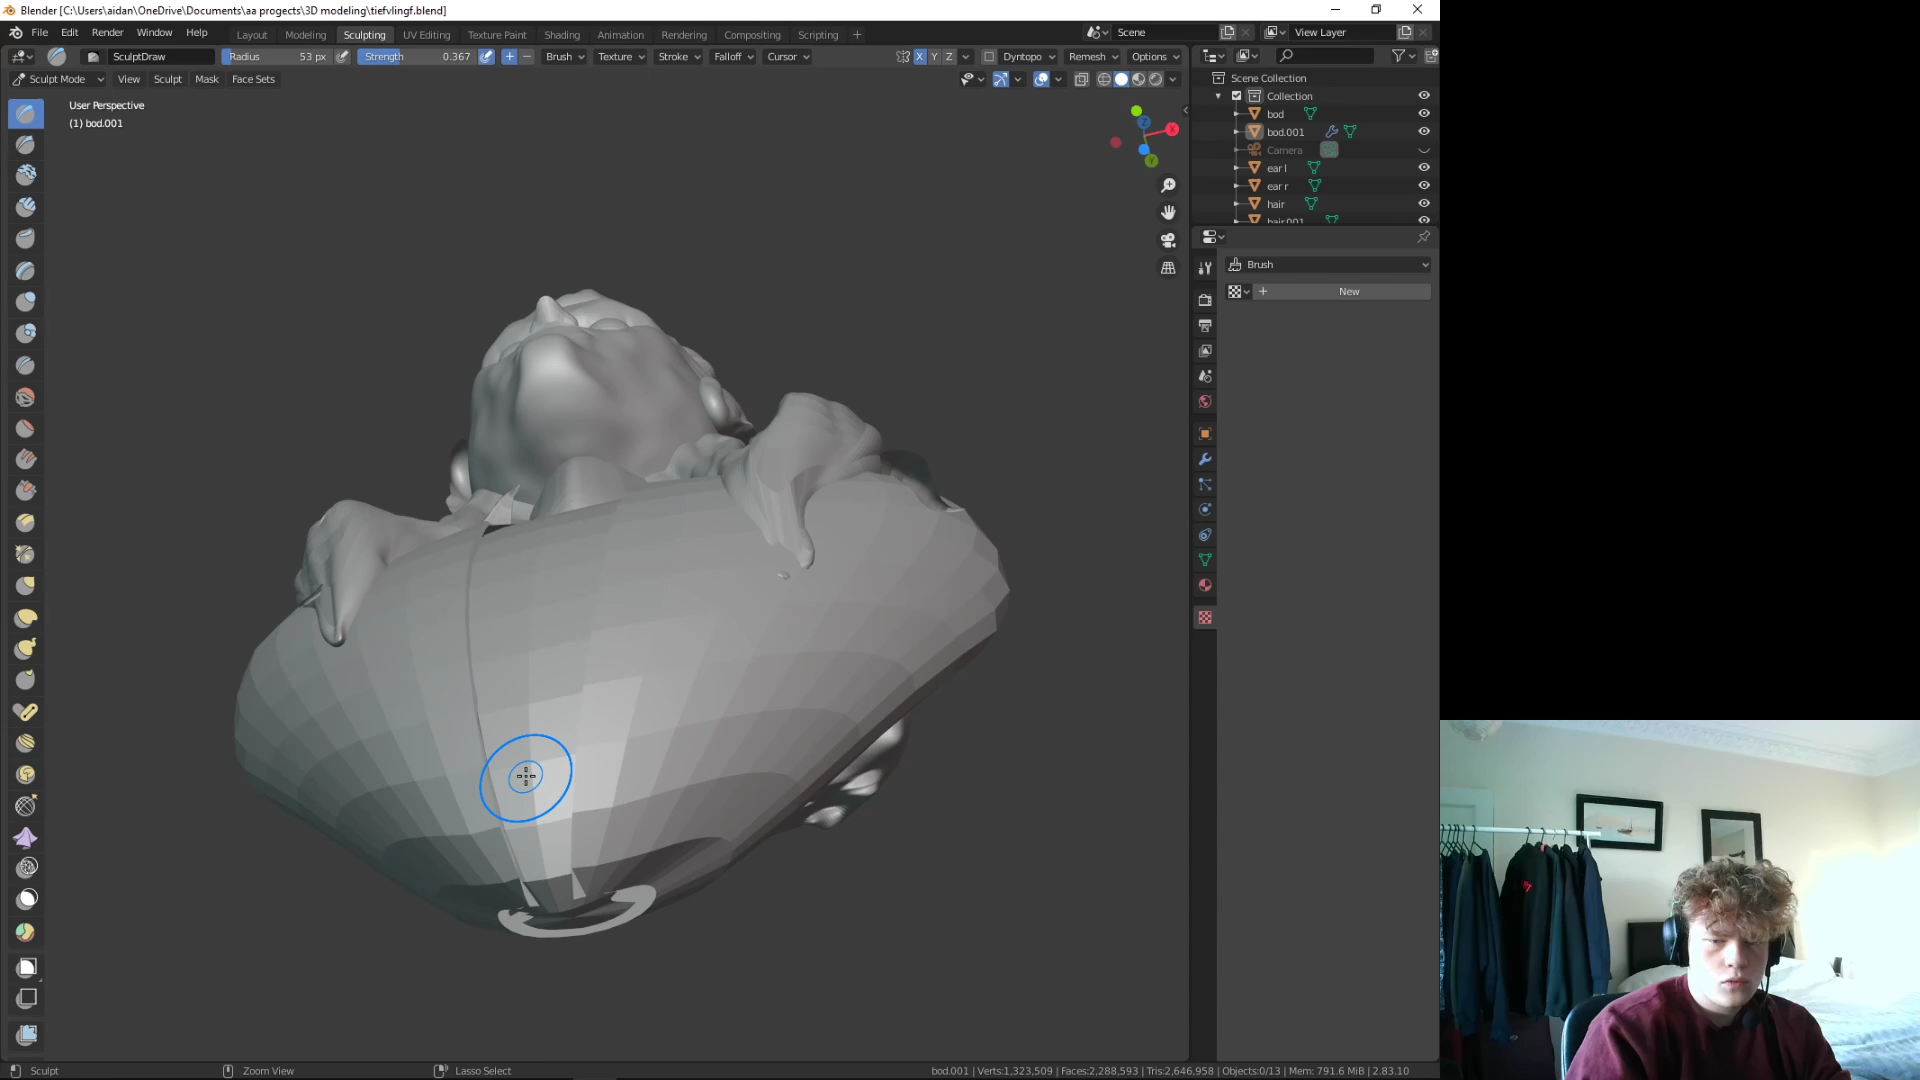 Blender [C:\Users\aidan\OneDrive\Documents\aa progects\3D modeling\tiefvlingf.blend]
File Edit Render Window Help Layout Modeling Sculpting UV Editing Texture Paint Shading Animation Rendering Compositing Scripting + Scene View Layer
SculptDraw Radius 53 px Strength 0.367 Brush Texture Stroke Falloff Cursor X Y Z Dyntopo Remesh Options
Sculpt Mode View Sculpt Mask Face Sets
User Perspective
(1) bod.001
X
Z
Y
Scene Collection
Collection
bod
bod.001
Camera
ear l
ear r
hair
hair.001
Brush
New
Sculpt Zoom View Lasso Select bod.001 | Verts:1,323,509 | Faces:2,288,593 | Tris:2,646,958 | Objects:0/13 | Mem: 791.6 MiB | 2.83.10